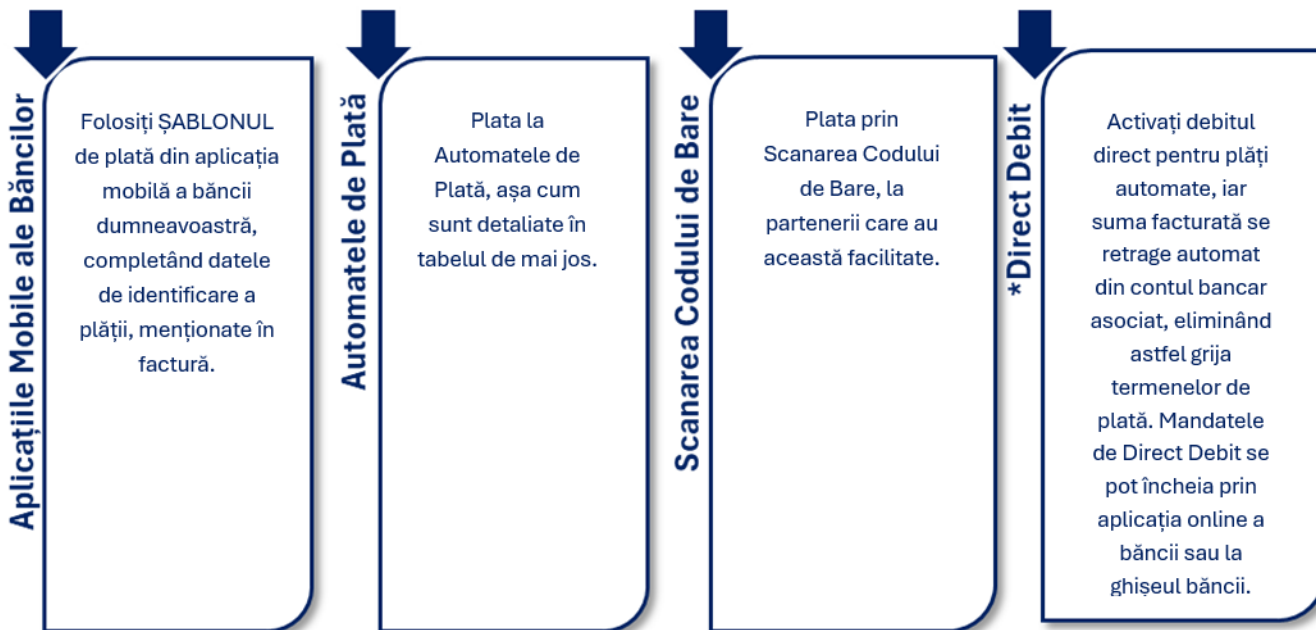 Aplicațiile Mobile ale Băncilor
Folosiți ȘABLONUL
de plată din aplicația
mobilă a băncii
dumneavoastră,
completând datele
de identificare a
plății, menționate în
factură.
Automatele de Plată
Plata la
Automatele de
Plată, așa cum
sunt detaliate în
tabelul de mai jos.
Scanarea Codului de Bare
Plata prin
Scanarea Codului
de Bare, la
partenerii care au
această facilitate.
*Direct Debit
Activați debitul
direct pentru plăți
automate, iar
suma facturată se
retrage automat
din contul bancar
asociat, eliminând
astfel grija
termenelor de
plată. Mandatele
de Direct Debit se
pot încheia prin
aplicația online a
băncii sau la
ghișeul băncii.